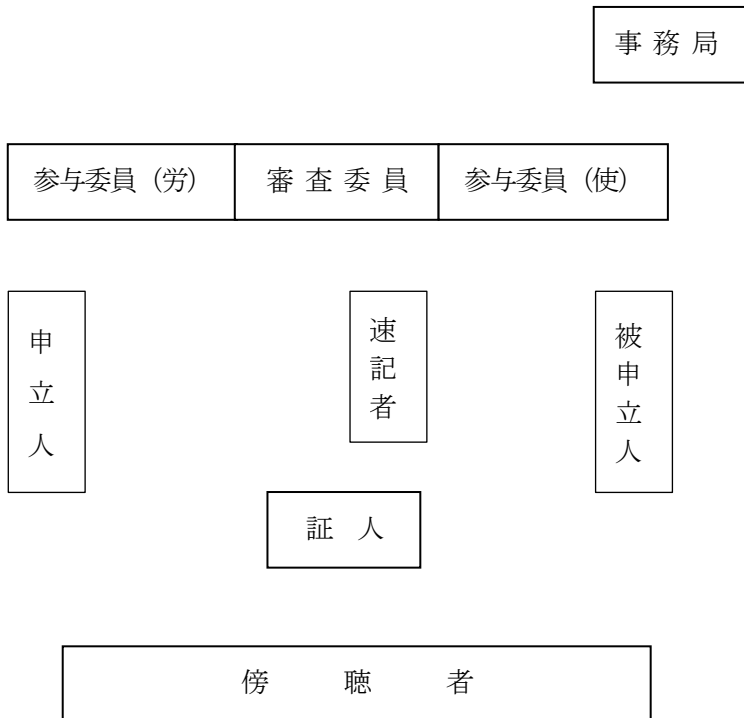 事務局
参与委員（労）
審査委員
参与委員（使）
申立人
速記者
被申立人
証人
傍聴者